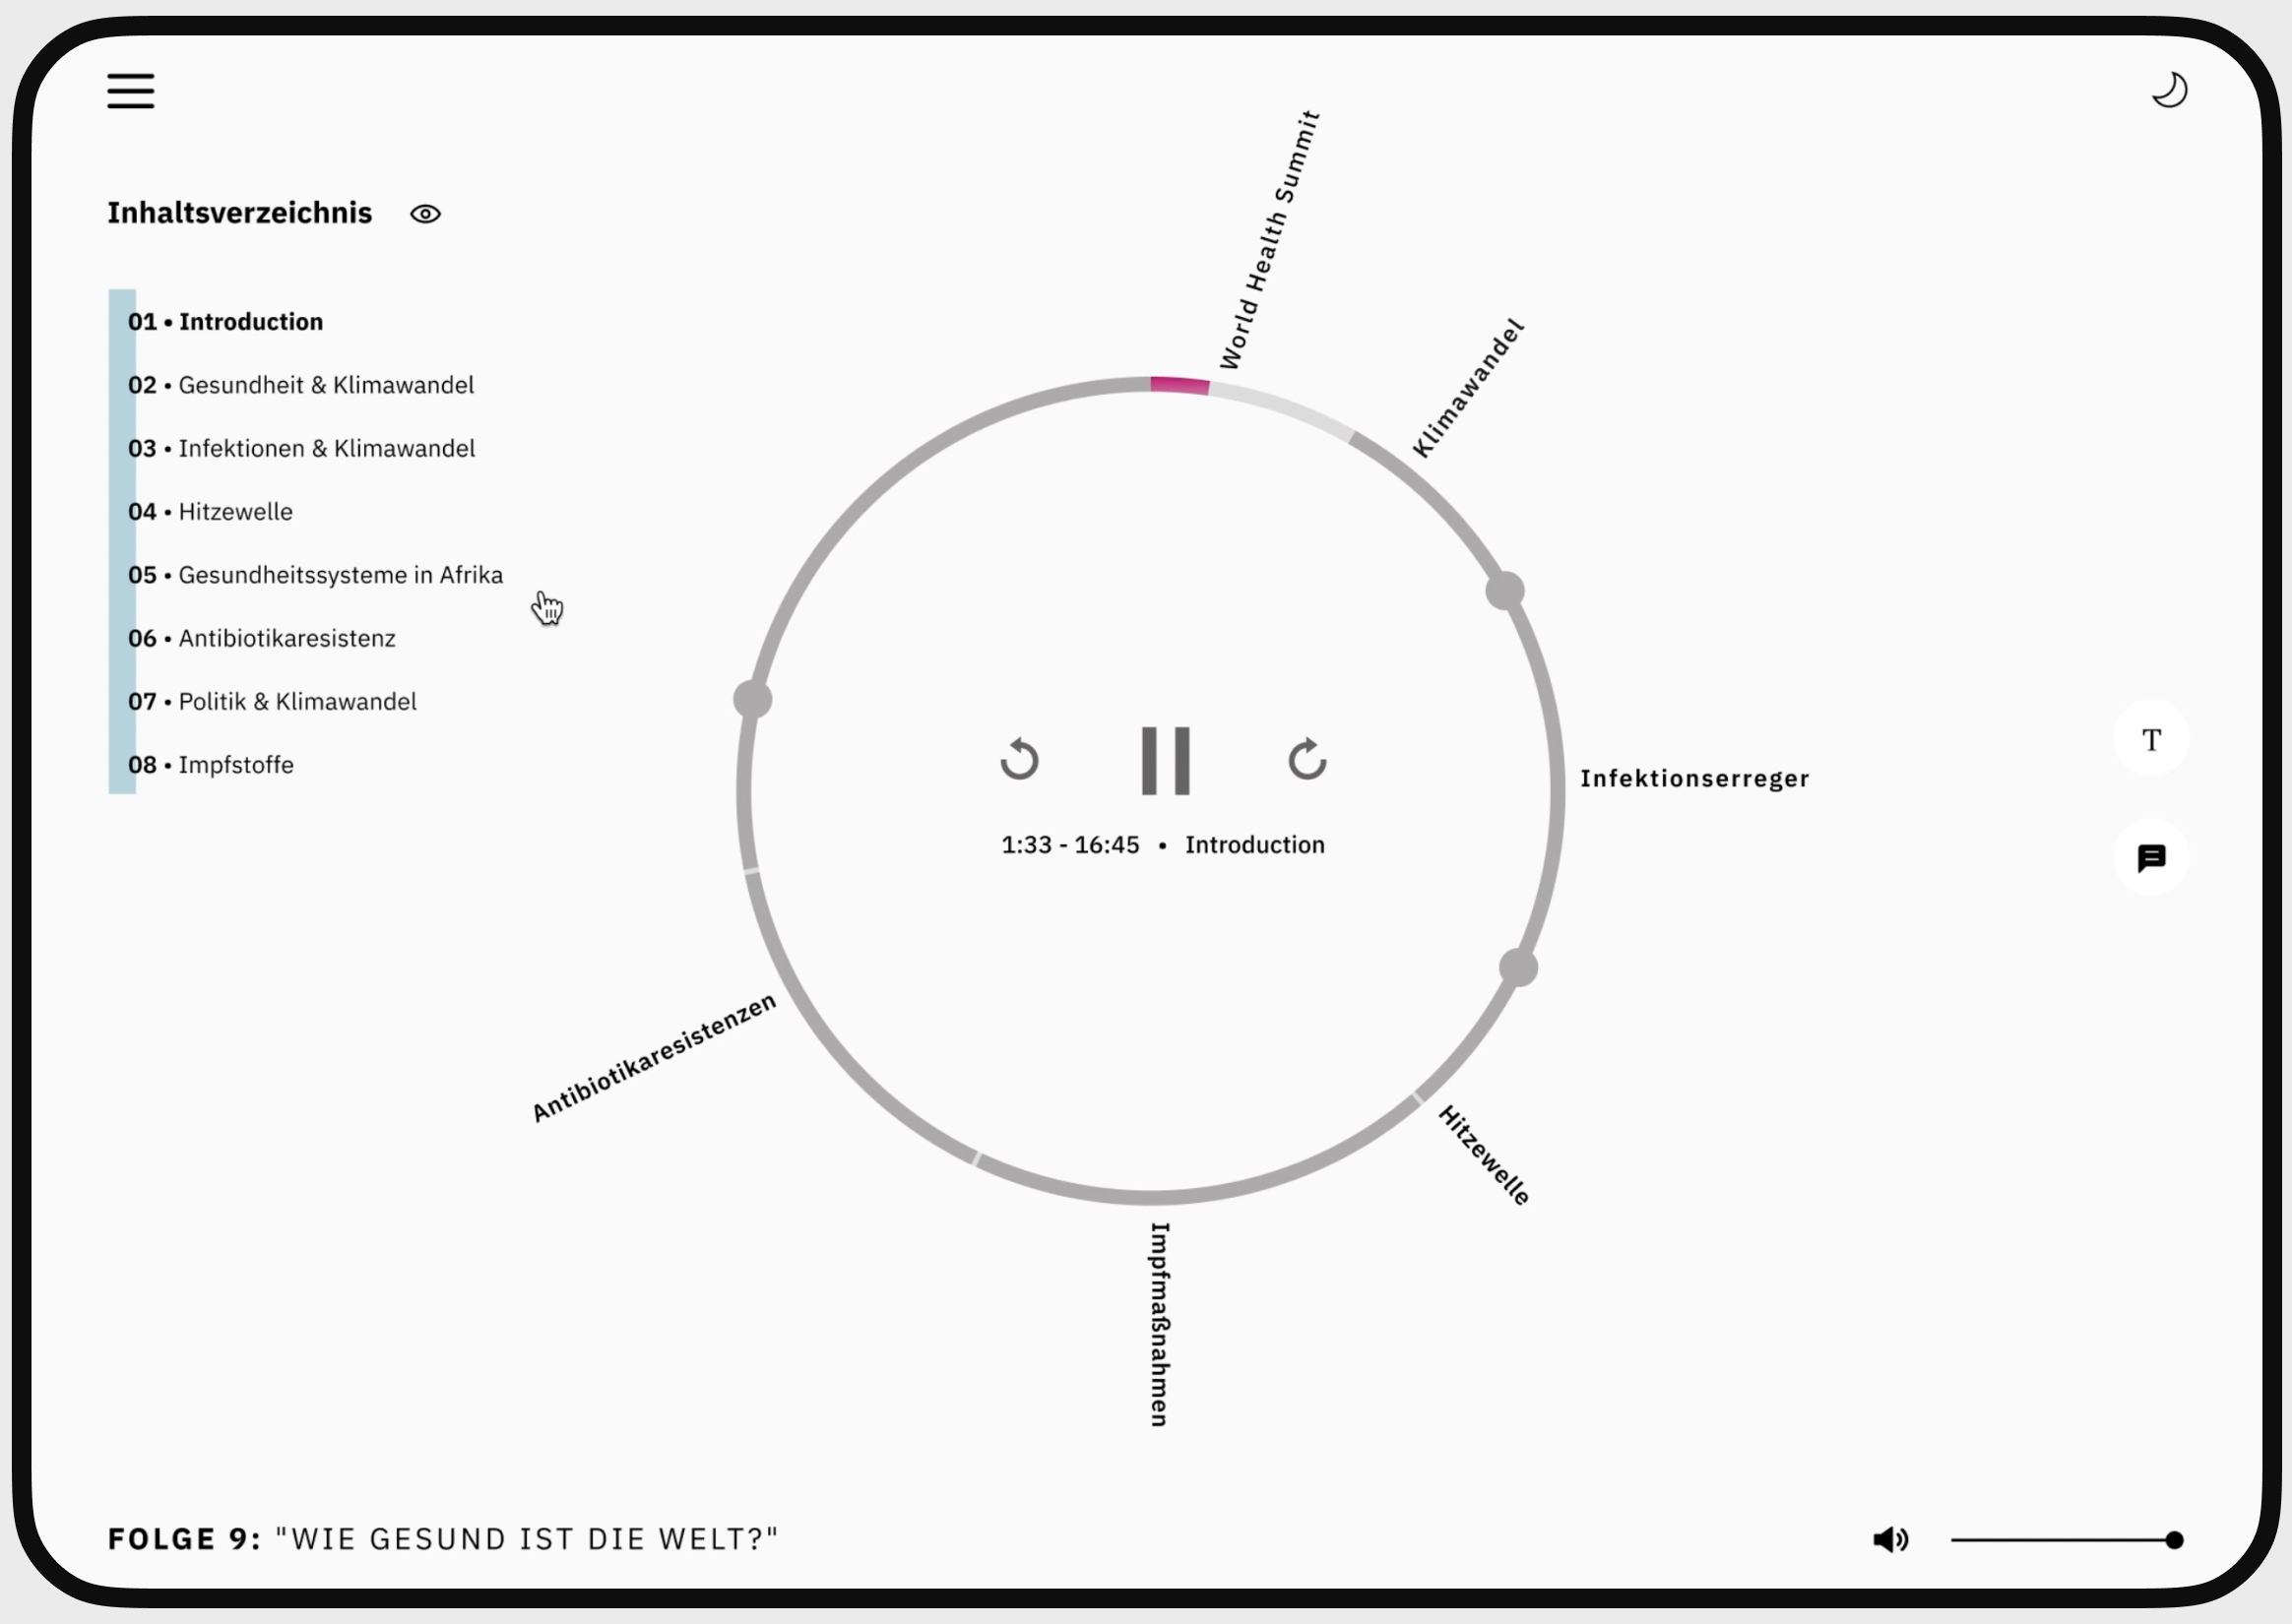 Inhaltsverzeichnis
01 • Introduction
02 • Gesundheit & Klimawandel
03 • Infektionen & Klimawandel
04 • Hitzewelle
05 • Gesundheitssysteme in Afrika
06 • Antibiotikaresistenz
07 • Politik & Klimawandel
08 • Impfstoffe
World Health Summit
Klimawandel
Infektionserreger
Hitzewelle
Impfmaßnahmen
Antibiotikaresistenzen
1:33 - 16:45 • Introduction
T
FOLGE 9: "WIE GESUND IST DIE WELT?"